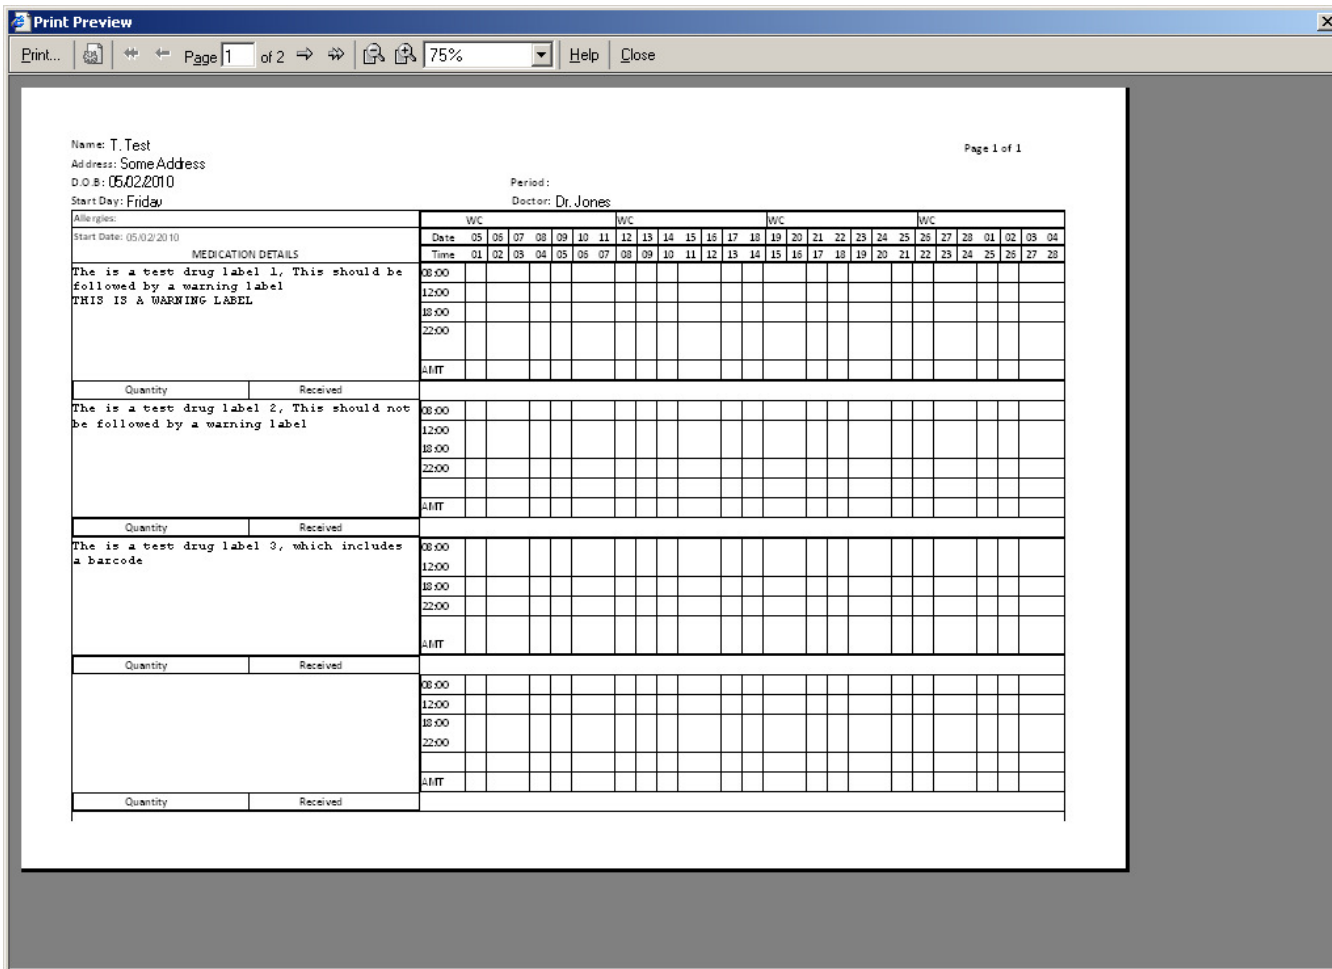 Print Preview
Print... Page 1 of 2 75% Help Close
Name: T. Test Page 1 of 1
Address: Some Address
D.O.B: 05/02/2010 Period:
Start Day: Friday Doctor: Dr. Jones
Allergies: WC WC WC WC
Start Date: 05/02/2010 Date 05 06 07 08 09 10 11 12 13 14 15 16 17 18 19 20 21 22 23 24 25 26 27 28 01 02 03 04
MEDICATION DETAILS Time 01 02 03 04 05 06 07 08 09 10 11 12 13 14 15 16 17 18 19 20 21 22 23 24 25 26 27 28
The is a test drug label 1, This should be 08:00
followed by a warning label 12:00
THIS IS A WARNING LABEL
18:00
22:00
AMT
Quantity Received
The is a test drug label 2, This should not 08:00
be followed by a warning label 12:00
18:00
22:00
AMT
Quantity Received
The is a test drug label 3, which includes 08:00
a barcode 12:00
18:00
22:00
AMT
Quantity Received
08:00
12:00
18:00
22:00
AMT
Quantity Received